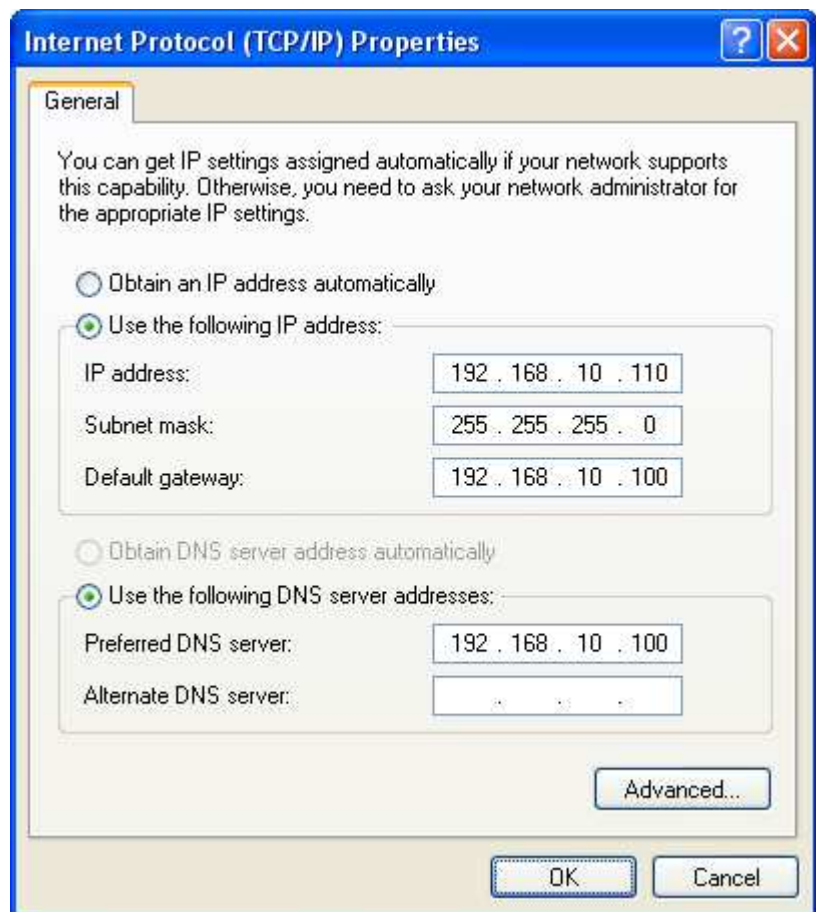 Internet Protocol (TCP/IP) Properties
?
General
You can get IP settings assigned automatically if your network supports
this capability. Otherwise, you need to ask your network administrator for
the appropriate IP settings.
Obtain an IP address automatically
Use the following IP address:
IP address: 192 . 168 . 10 . 110
Subnet mask: 255 . 255 . 255 . 0
Default gateway: 192 . 168 . 10 . 100
Obtain DNS server address automatically
Use the following DNS server addresses:
Preferred DNS server: 192 . 168 . 10 . 100
Alternate DNS server: . . .
Advanced...
OK Cancel